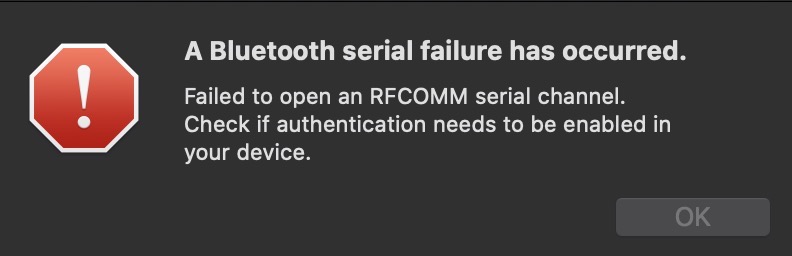 A Bluetooth serial failure has occurred.
Failed to open an RFCOMM serial channel.
Check if authentication needs to be enabled in
your device.
OK